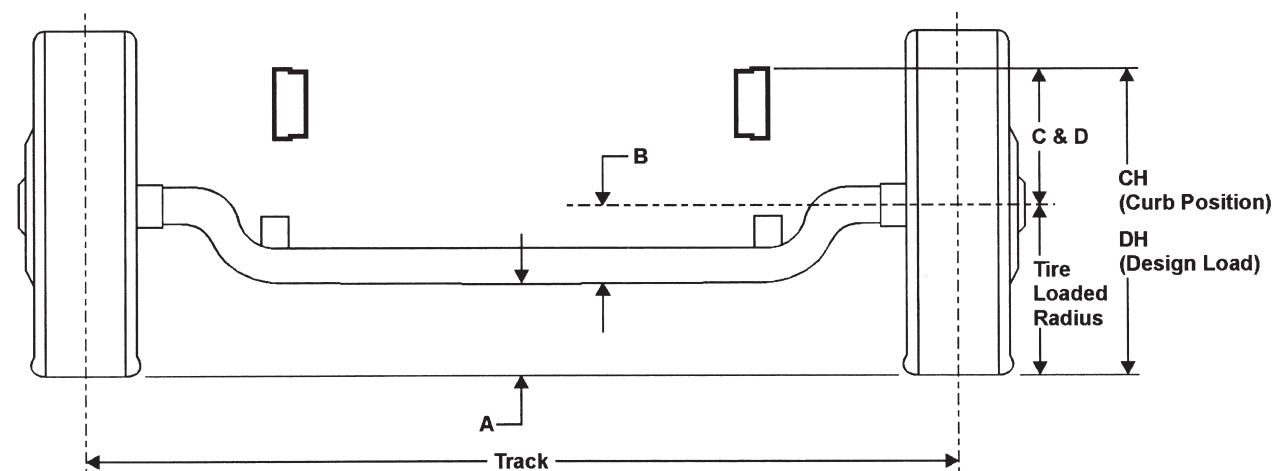 B
C & D
CH
(Curb Position)
DH
(Design Load)
Tire
Loaded
Radius
A
Track